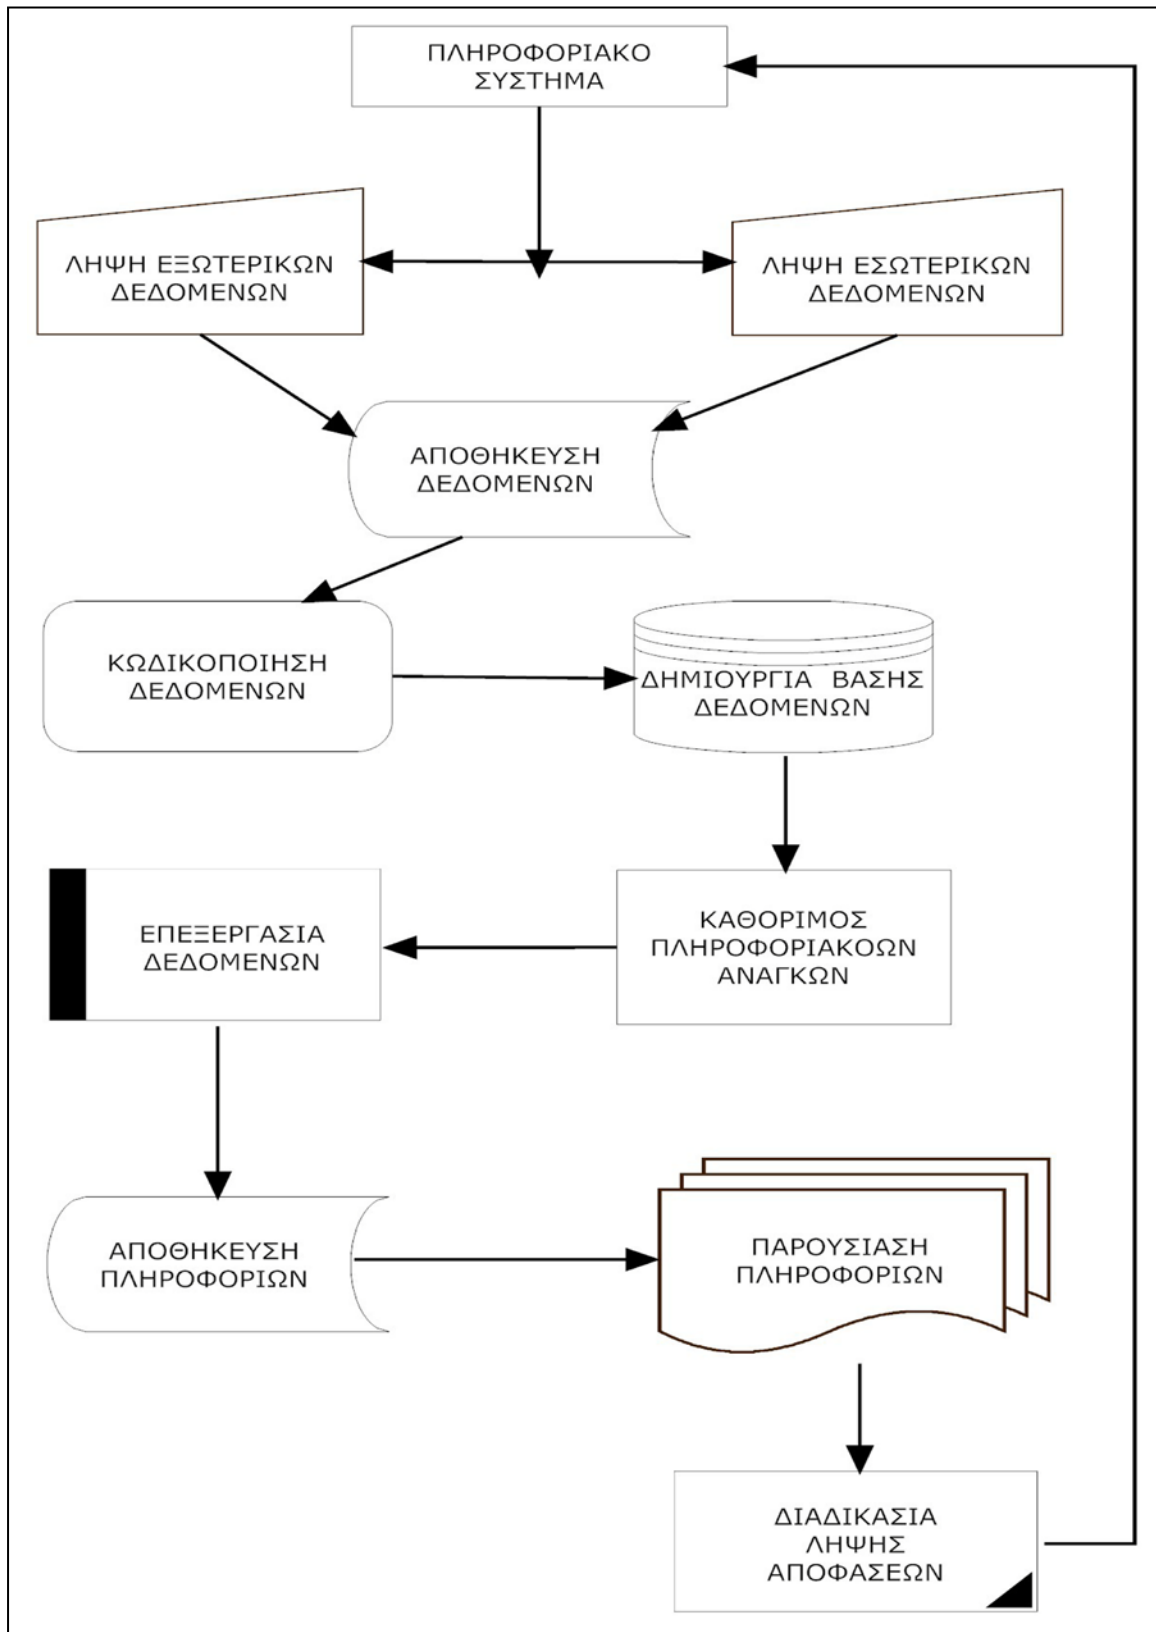 ΠΛΗΡΟΦΟΡΙΑΚΟ
ΣΥΣΤΗΜΑ
ΛΗΨΗ ΕΞΩΤΕΡΙΚΩΝ
ΔΕΔΟΜΕΝΩΝ
ΛΗΨΗ ΕΣΩΤΕΡΙΚΩΝ
ΔΕΔΟΜΕΝΩΝ
ΑΠΟΘΗΚΕΥΣΗ
ΔΕΔΟΜΕΝΩΝ
ΚΩΔΙΚΟΠΟΙΗΣΗ
ΔΕΔΟΜΕΝΩΝ
ΔΗΜΙΟΥΡΓΙΑ ΒΑΣΗΣ
ΔΕΔΟΜΕΝΩΝ
ΕΠΕΞΕΡΓΑΣΙΑ
ΔΕΔΟΜΕΝΩΝ
ΚΑΘΟΡΙΜΟΣ
ΠΛΗΡΟΦΟΡΙΑΚΟΩΝ
ΑΝΑΓΚΩΝ
ΑΠΟΘΗΚΕΥΣΗ
ΠΛΗΡΟΦΟΡΙΩΝ
ΠΑΡΟΥΣΙΑΣΗ
ΠΛΗΡΟΦΟΡΙΩΝ
ΔΙΑΔΙΚΑΣΙΑ
ΛΗΨΗΣ
ΑΠΟΦΑΣΕΩΝ